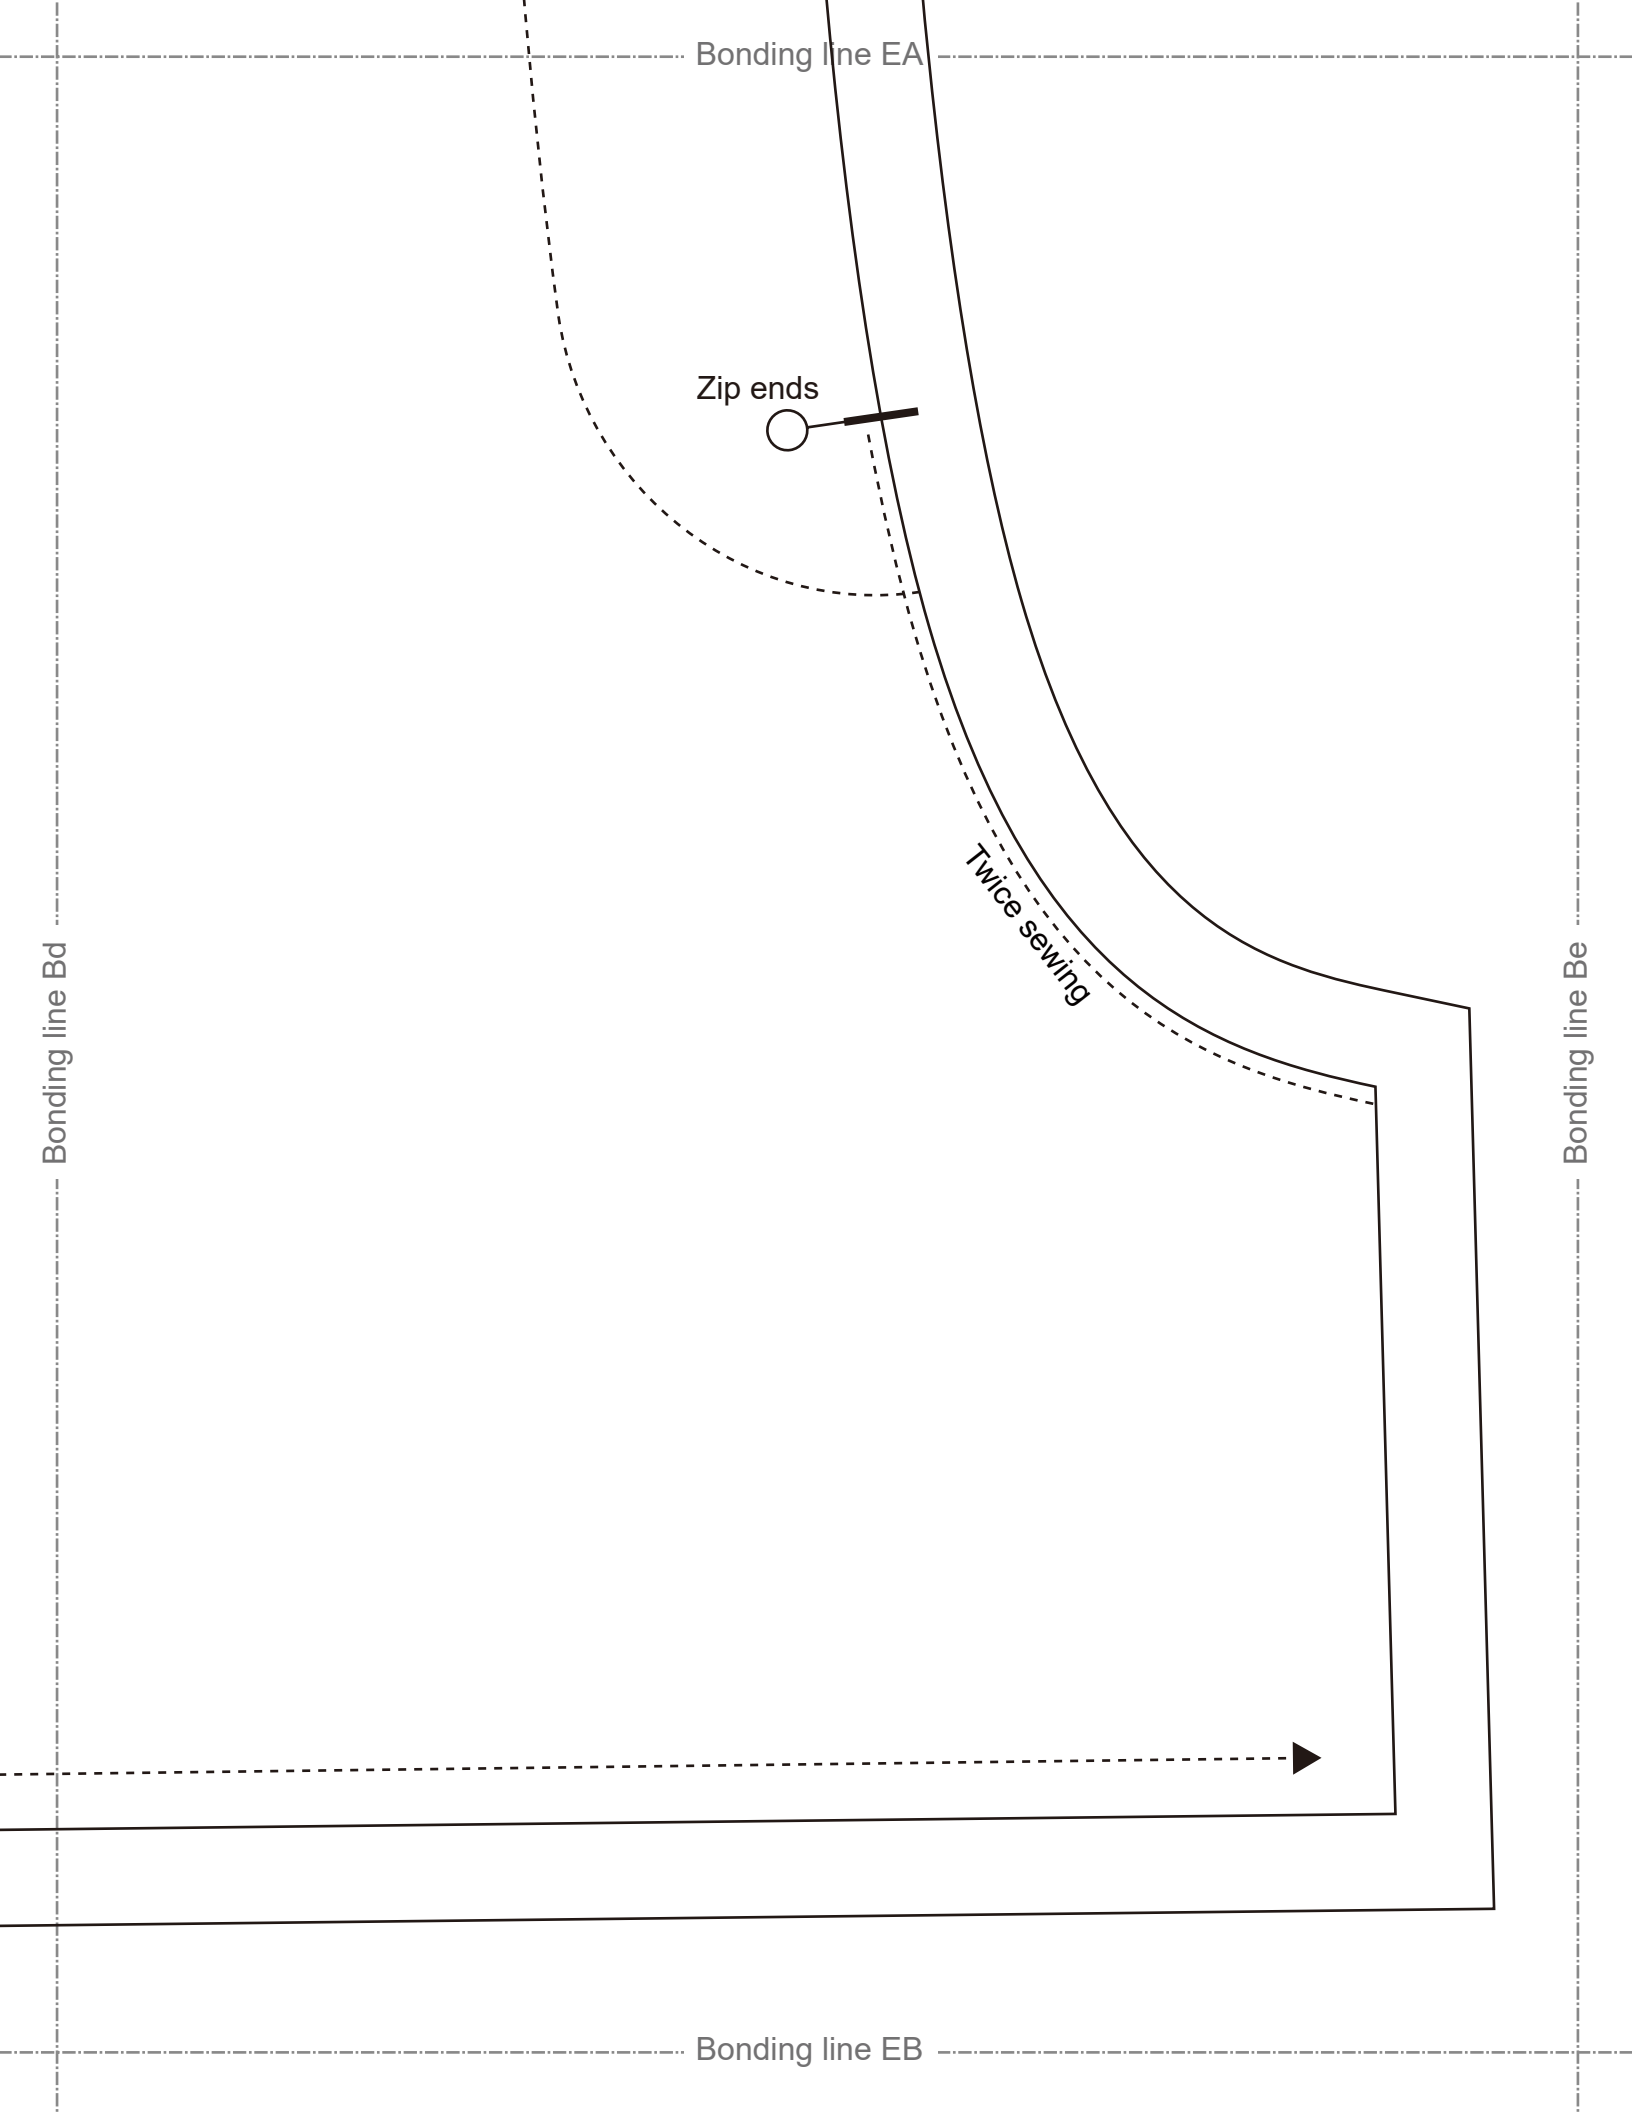 Bonding line EA
Zip ends
Twice sewing
Bonding line Bd
Bonding line Be
Bonding line EB